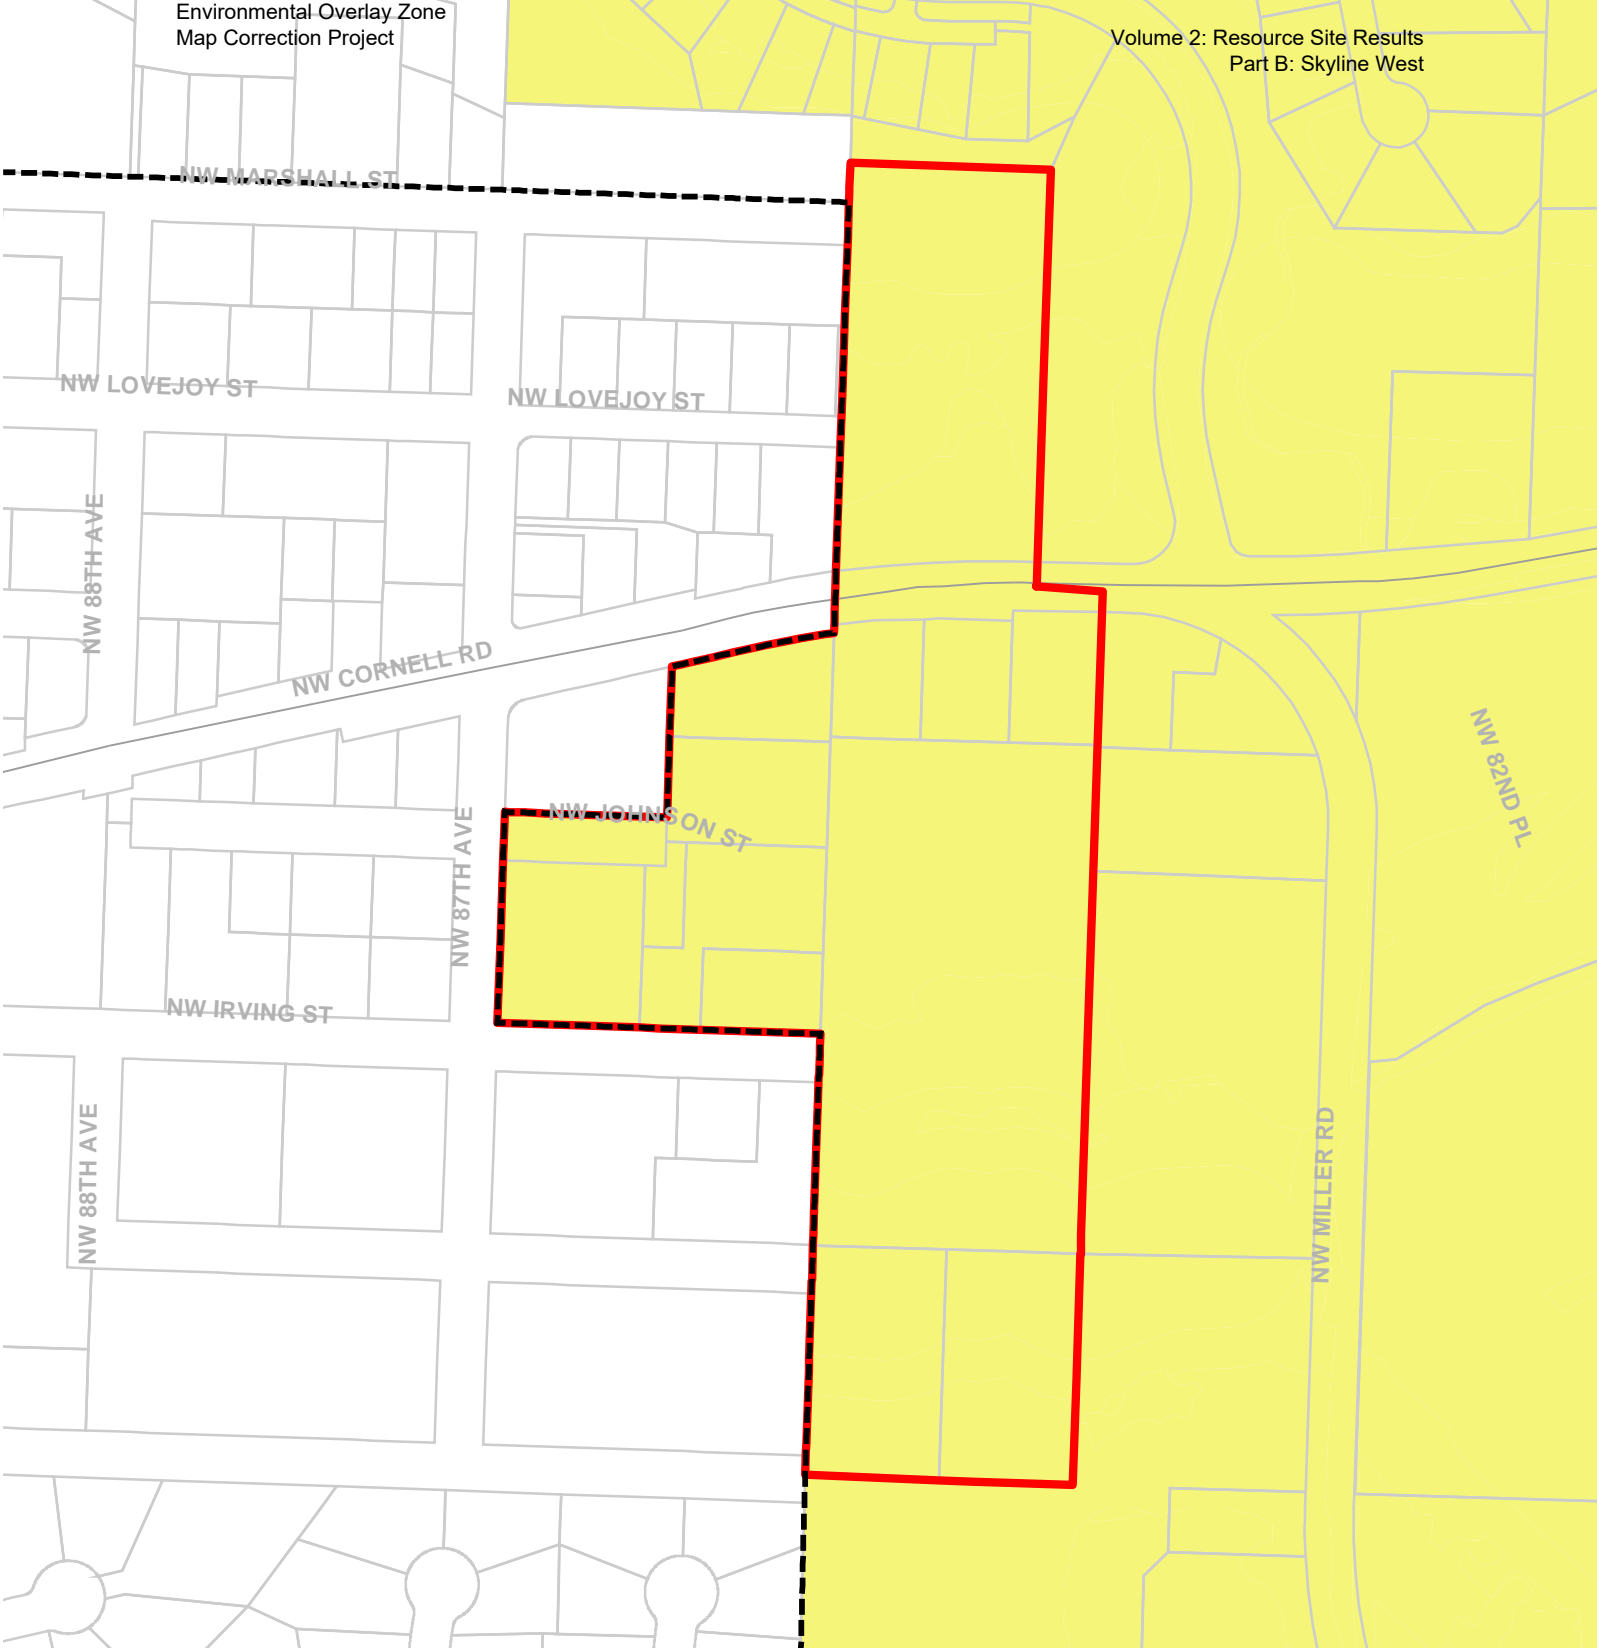 Environmental Overlay Zone
Map Correction Project
Volume 2: Resource Site Results
Part B: Skyline West
NW MARSHALL ST
NW LOVEJOY ST
NW LOVEJOY ST
NW 88TH AVE
NW CORNELL RD
NW 82ND PL
NW JOHNSON ST
NW 87TH AVE
NW IRVING ST
NW 88TH AVE
NW MILLER RD